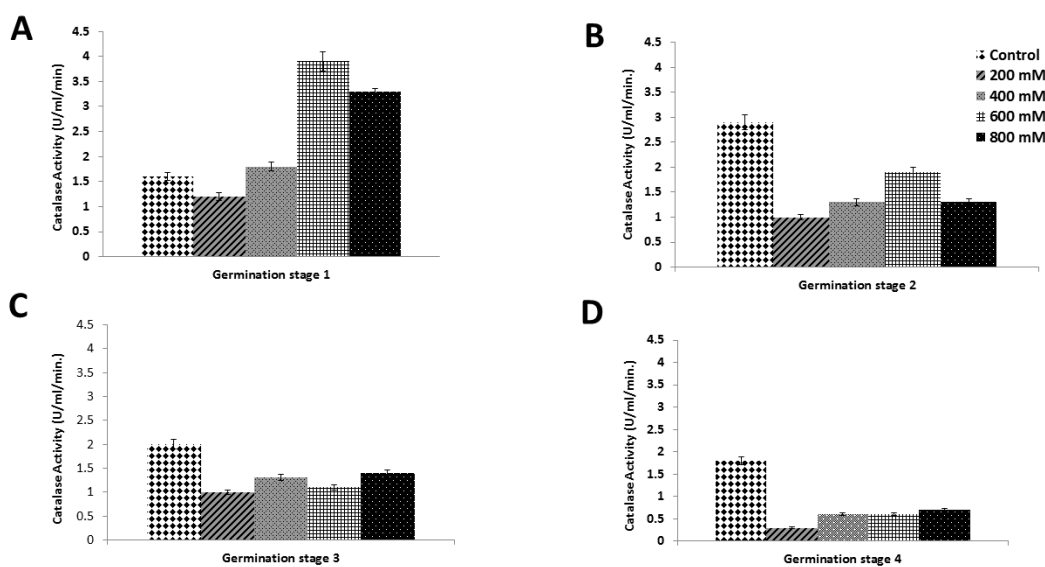 A
Catalase Activity (U/ml/min)
4.5
4
3.5
3
2.5
2
1.5
1
0.5
0
Germination stage 1
B
Catalase Activity (U/ml/min.)
4.5
4
3.5
3
2.5
2
1.5
1
0.5
0
Germination stage 2
Control
200 mM
400 mM
600 mM
800 mM
C
Catalase Activity (U/ml/min.)
4.5
4
3.5
3
2.5
2
1.5
1
0.5
0
Germination stage 3
D
Catalase Activity (U/ml/min.)
4.5
4
3.5
3
2.5
2
1.5
1
0.5
0
Germination stage 4